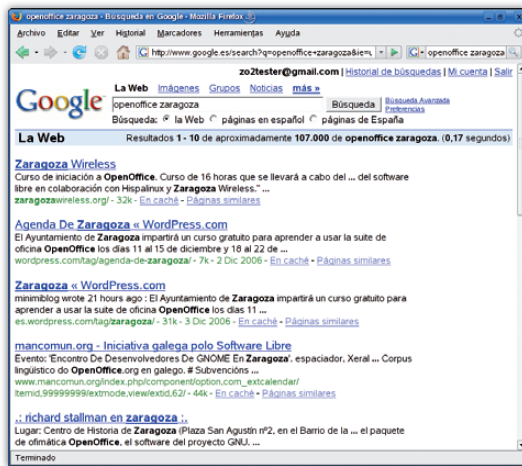 openoffice zaragoza - Búsqueda en Google - Mozilla Firefox
Archivo Editar Ver Historial Marcadores Herramientas Ayuda
http://www.google.es/search?q=openoffice+zaragoza&ie=u openoffice zaragoza
zo2tester@gmail.com | Historial de búsquedas | Mi cuenta | Salir
La Web Imágenes Grupos Noticias más »
Google
openoffice zaragoza Búsqueda Búsqueda Avanzada
Preferencias
Búsqueda: la Web páginas en español páginas de España
La Web Resultados 1 - 10 de aproximadamente 107.000 de openoffice zaragoza. (0,17 segundos)
Zaragoza Wireless
Curso de iniciación a OpenOffice. Curso de 16 horas que se llevará a cabo del ... del software
libre en colaboración con Hispalinux y Zaragoza Wireless." ...
zaragozawireless.org/ - 32k - En caché - Páginas similares
Agenda De Zaragoza « WordPress.com
El Ayuntamiento de Zaragoza impartirá un curso gratuito para aprender a usar la suite de
oficina OpenOffice los días 11 al 15 de diciembre y 18 al 22 de ...
wordpress.com/tag/agenda-de-zaragoza/ - 7k - 2 Dic 2006 - En caché - Páginas similares
Zaragoza « WordPress.com
minimiblog wrote 21 hours ago : El Ayuntamiento de Zaragoza impartirá un curso gratuito para
aprender a usar la suite de oficina OpenOffice los días 11 ...
es.wordpress.com/tag/zaragoza/ - 31k - 3 Dic 2006 - En caché - Páginas similares
mancomun.org - Iniciativa galega polo Software Libre
Evento: 'Encontro De Desenvolvedores De GNOME En Zaragoza'. espaciador, Xeral ... Corpus
lingüistico do OpenOffice.org en galego. # Subvencións ...
www.mancomun.org/index.php/component/option,com_extcalendar/
Itemid,99999999/extmode,view/extid,62/ - 44k - En caché - Páginas similares
.: richard stallman en zaragoza :.
Lugar: Centro de Historia de Zaragoza (Plaza San Agustín nº2, en el Barrio de la ... el paquete
de ofimática OpenOffice, el software del proyecto GNU. ...
Terminado